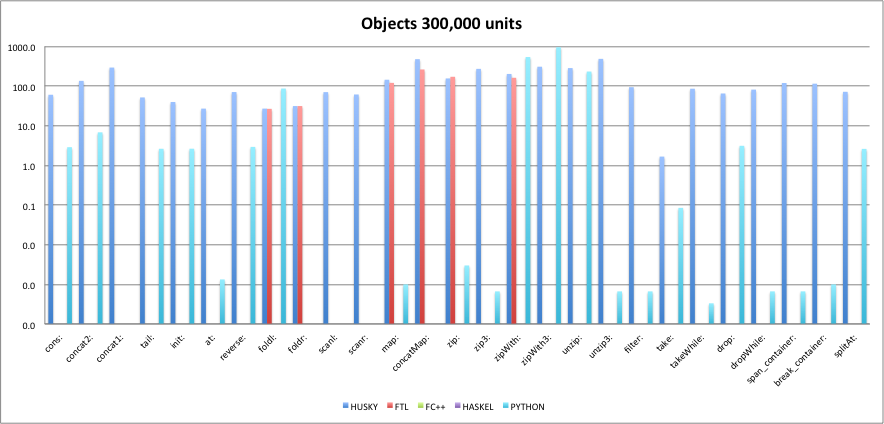 Objects 300,000 units
1000.0
100.0
10.0
1.0
0.1
0.0
0.0
0.0
cons:
concat2:
concat1:
tail:
init:
at:
reverse:
foldl:
foldr:
scanl:
scanr:
map:
concatMap:
zip:
zip3:
zipWith:
zipWith3:
unzip:
unzip3:
filter:
take:
takeWhile:
drop:
dropWhile:
span_container:
break_container:
splitAt:
HUSKY FTL FC++ HASKEL PYTHON